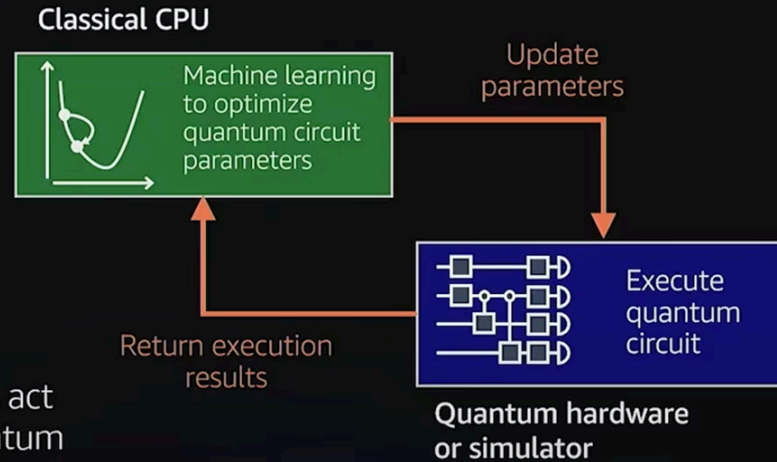 Classical CPU
Machine learning
to optimize
quantum circuit
parameters
Update
parameters
Execute
quantum
circuit
Return execution
results
act
Quantum hardware
or simulator